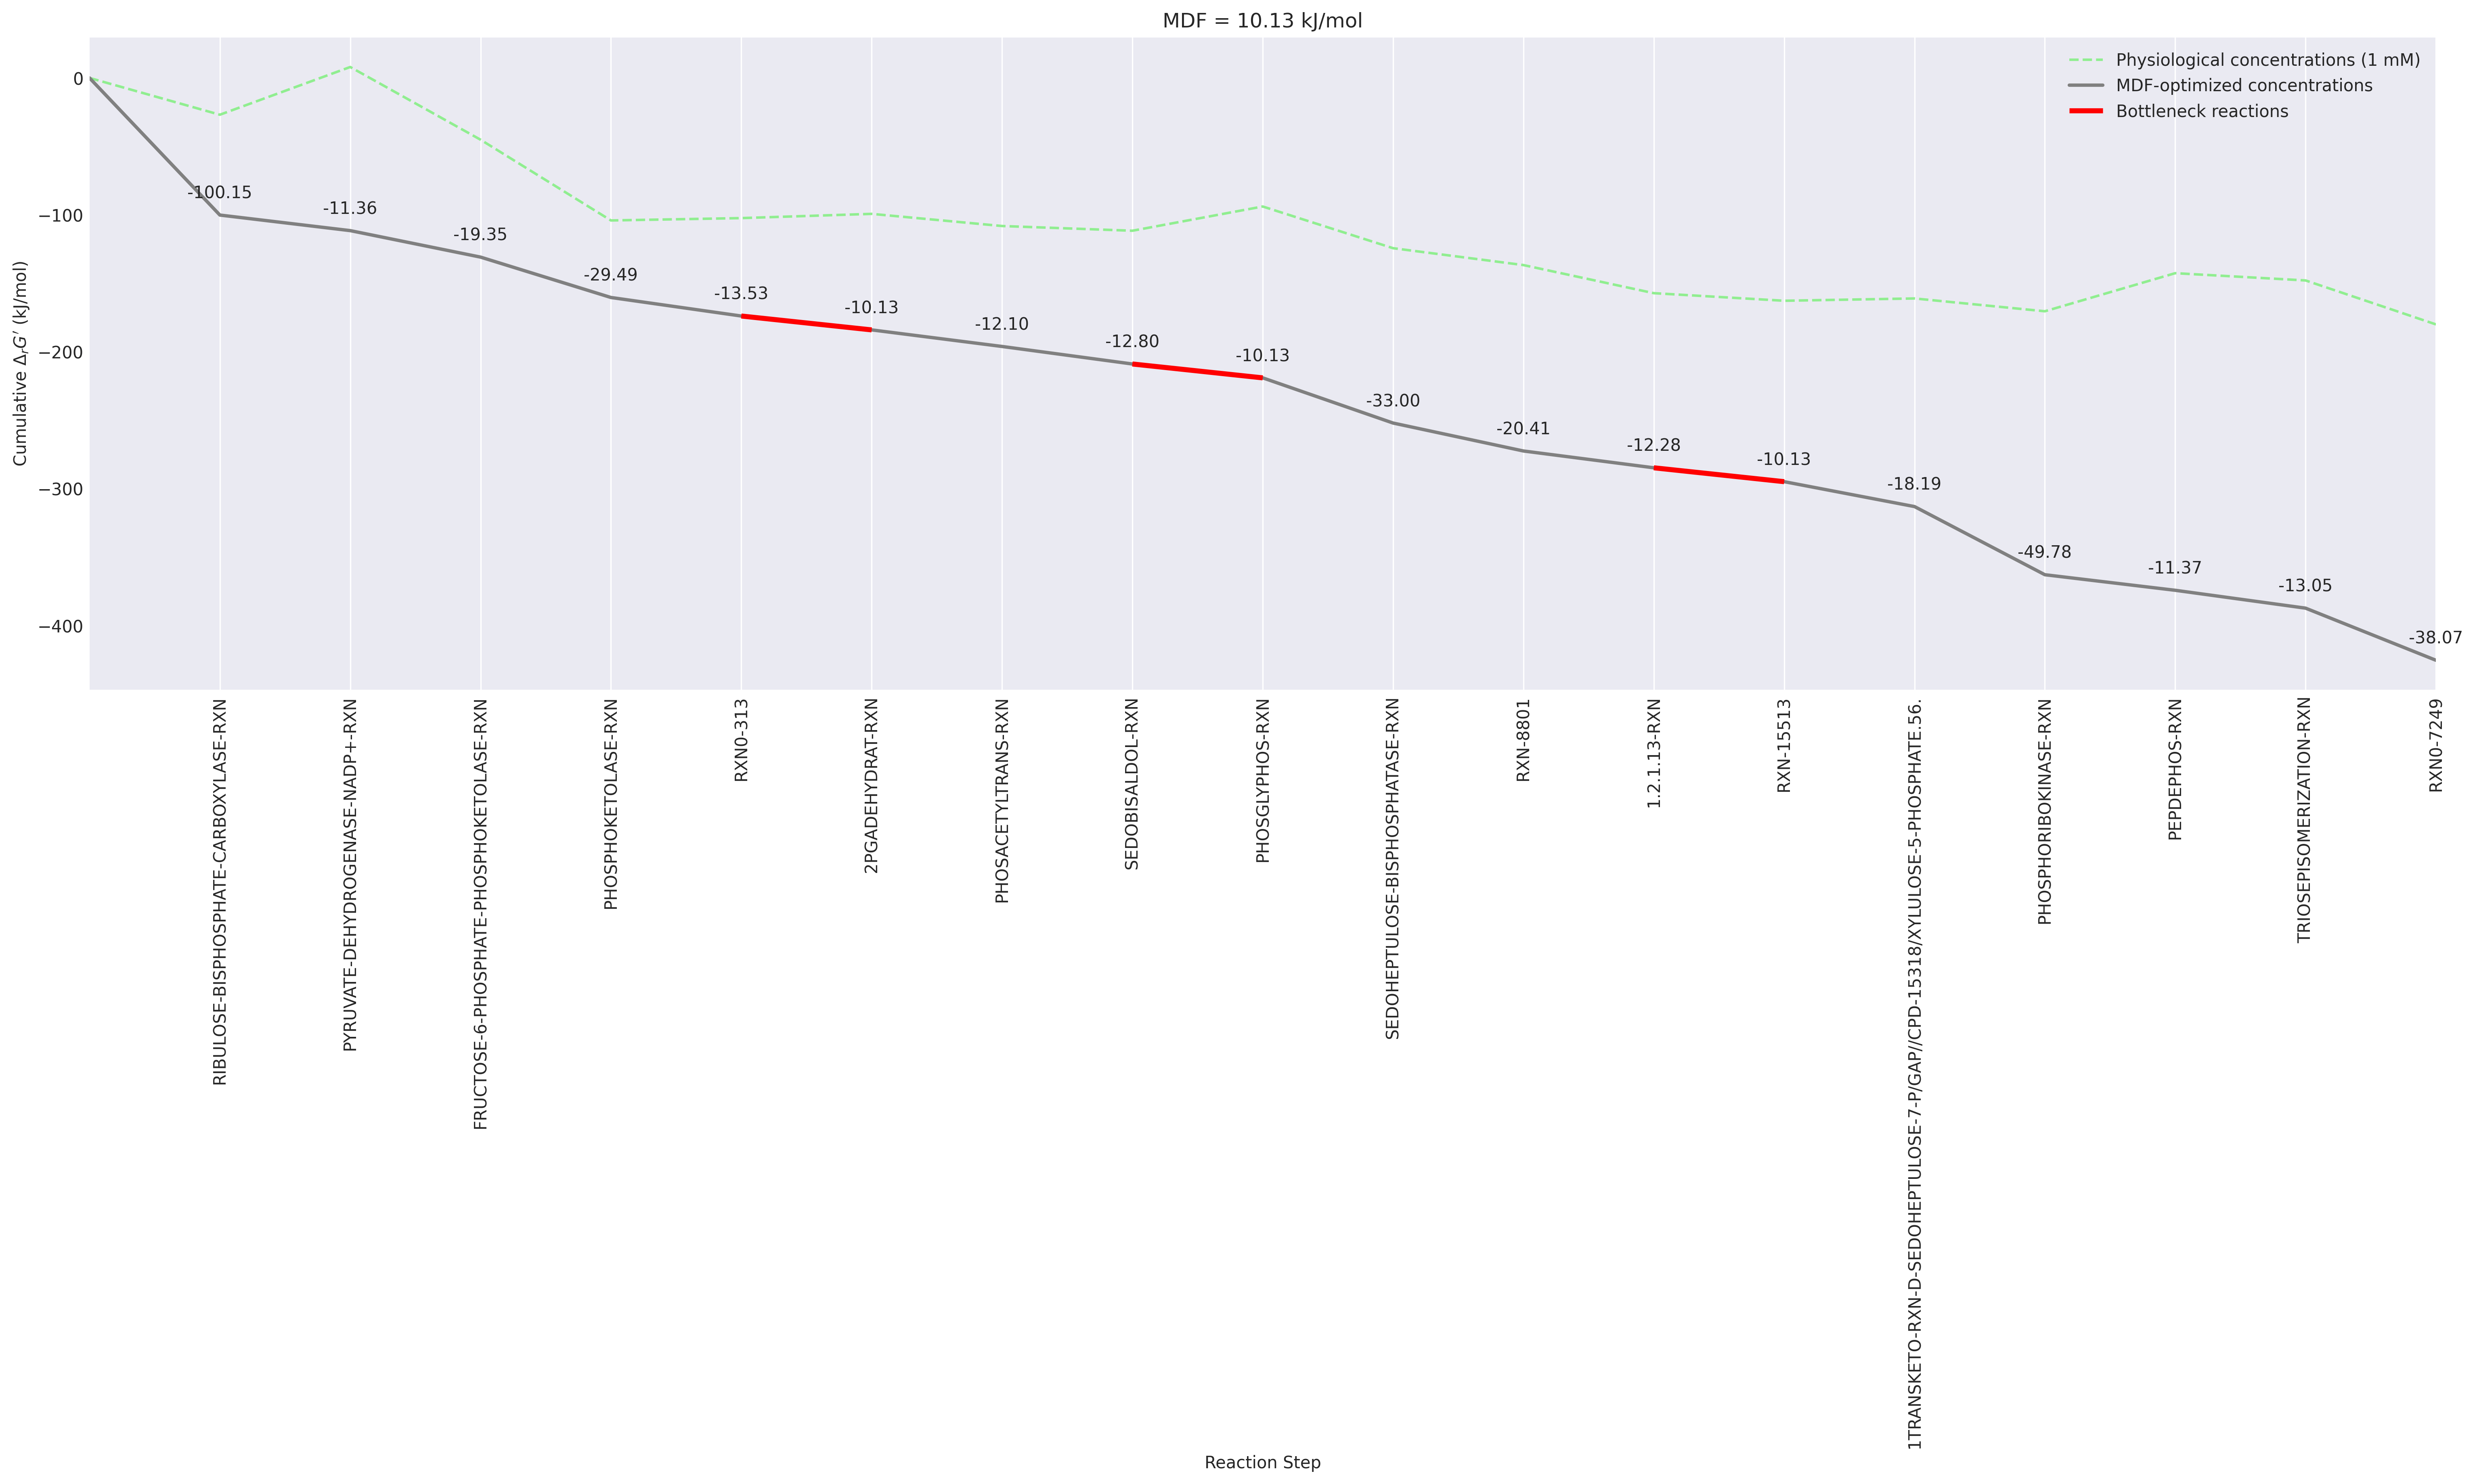 MDF = 10.13 kJ/mol
Physiological concentrations (1 mM)
MDF-optimized concentrations
Bottleneck reactions
Cumulative ΔrG′ (kJ/mol)
0
−100
−200
−300
−400
-100.15
-11.36
-19.35
-29.49
-13.53
-10.13
-12.10
-12.80
-10.13
-33.00
-20.41
-12.28
-10.13
-18.19
-49.78
-11.37
-13.05
-38.07
RIBULOSE-BISPHOSPHATE-CARBOXYLASE-RXN
PYRUVATE-DEHYDROGENASE-NADP+-RXN
FRUCTOSE-6-PHOSPHATE-PHOSPHOKETOLASE-RXN
PHOSPHOKETOLASE-RXN
RXN0-313
2PGADEHYDRAT-RXN
PHOSACETYLTRANS-RXN
SEDOBISALDOL-RXN
PHOSGLYPHOS-RXN
SEDOHEPTULOSE-BISPHOSPHATASE-RXN
RXN-8801
1.2.1.13-RXN
RXN-15513
1TRANSKETO-RXN-D-SEDOHEPTULOSE-7-P/GAP//CPD-15318/XYLULOSE-5-PHOSPHATE.56.
PHOSPHORIBOKINASE-RXN
PEPDEPHOS-RXN
TRIOSEPISOMERIZATION-RXN
RXN0-7249
Reaction Step